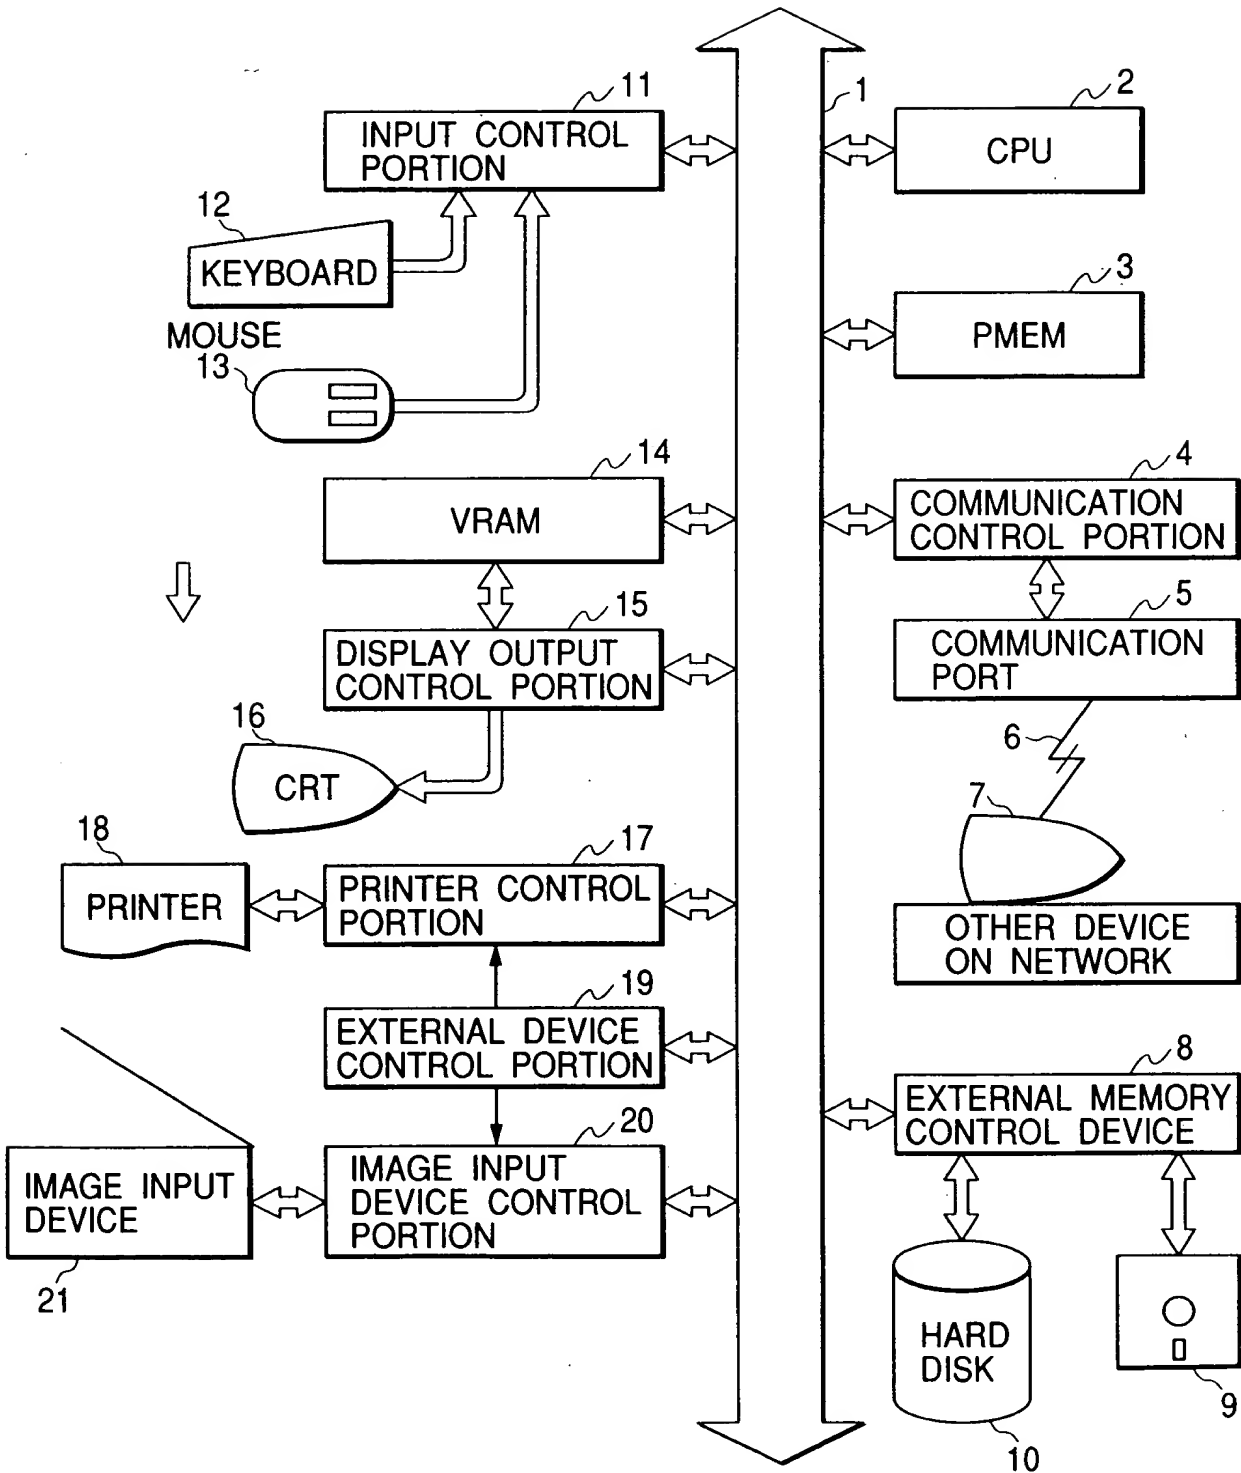 11
INPUT CONTROL
PORTION
12
KEYBOARD
MOUSE
13
14
VRAM
15
DISPLAY OUTPUT
CONTROL PORTION
16
CRT
17
PRINTER CONTROL
PORTION
18
PRINTER
19
EXTERNAL DEVICE
CONTROL PORTION
20
IMAGE INPUT
DEVICE CONTROL
PORTION
IMAGE INPUT
DEVICE
21
1
2
CPU
3
PMEM
4
COMMUNICATION
CONTROL PORTION
5
COMMUNICATION
PORT
6
7
OTHER DEVICE
ON NETWORK
8
EXTERNAL MEMORY
CONTROL DEVICE
HARD
DISK
10
9